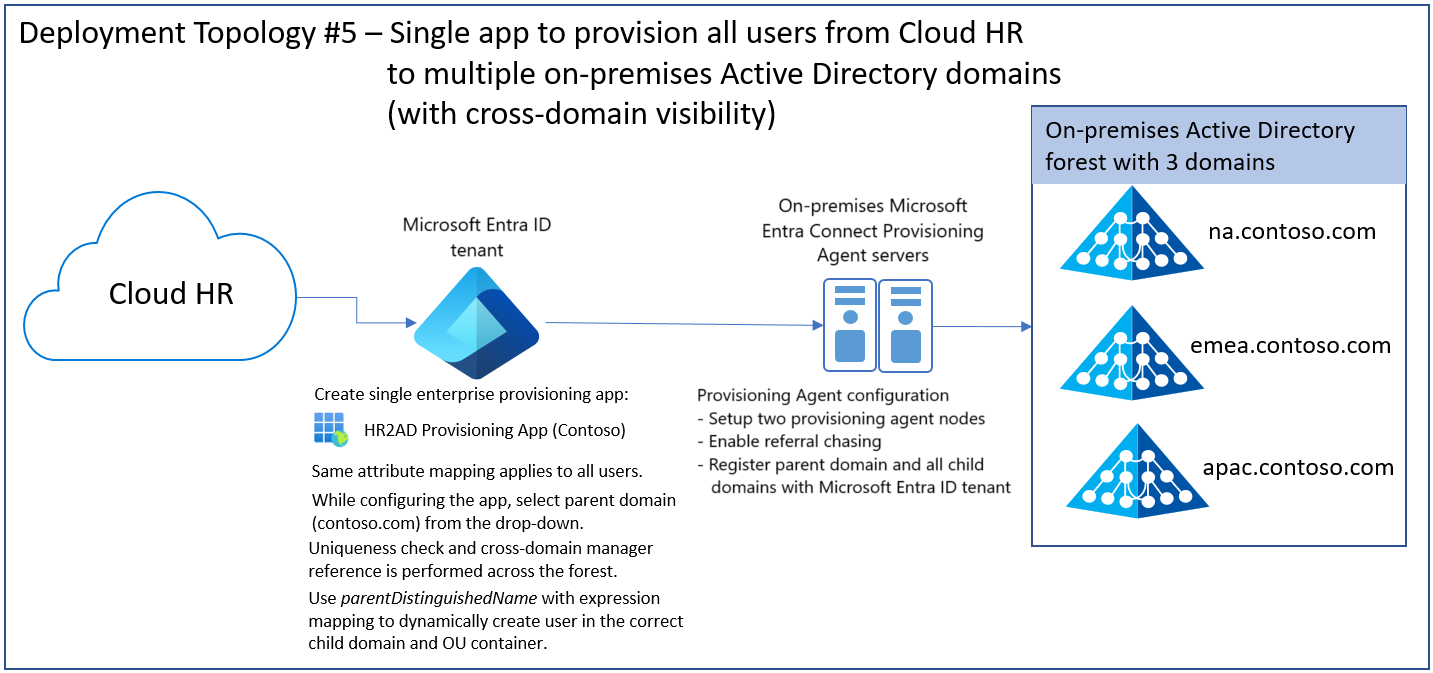 Deployment Topology #5 – Single app to provision all users from Cloud HR
to multiple on-premises Active Directory domains
(with cross-domain visibility)
Cloud HR
Microsoft Entra ID
tenant
Create single enterprise provisioning app:
HR2AD Provisioning App (Contoso)
Same attribute mapping applies to all users.
While configuring the app, select parent domain
(contoso.com) from the drop-down.
Uniqueness check and cross-domain manager
reference is performed across the forest.
Use parentDistinguishedName with expression
mapping to dynamically create user in the correct
child domain and OU container.
On-premises Microsoft
Entra Connect Provisioning
Agent servers
Provisioning Agent configuration
- Setup two provisioning agent nodes
- Enable referral chasing
- Register parent domain and all child
domains with Microsoft Entra ID tenant
On-premises Active Directory
forest with 3 domains
na.contoso.com
emea.contoso.com
apac.contoso.com